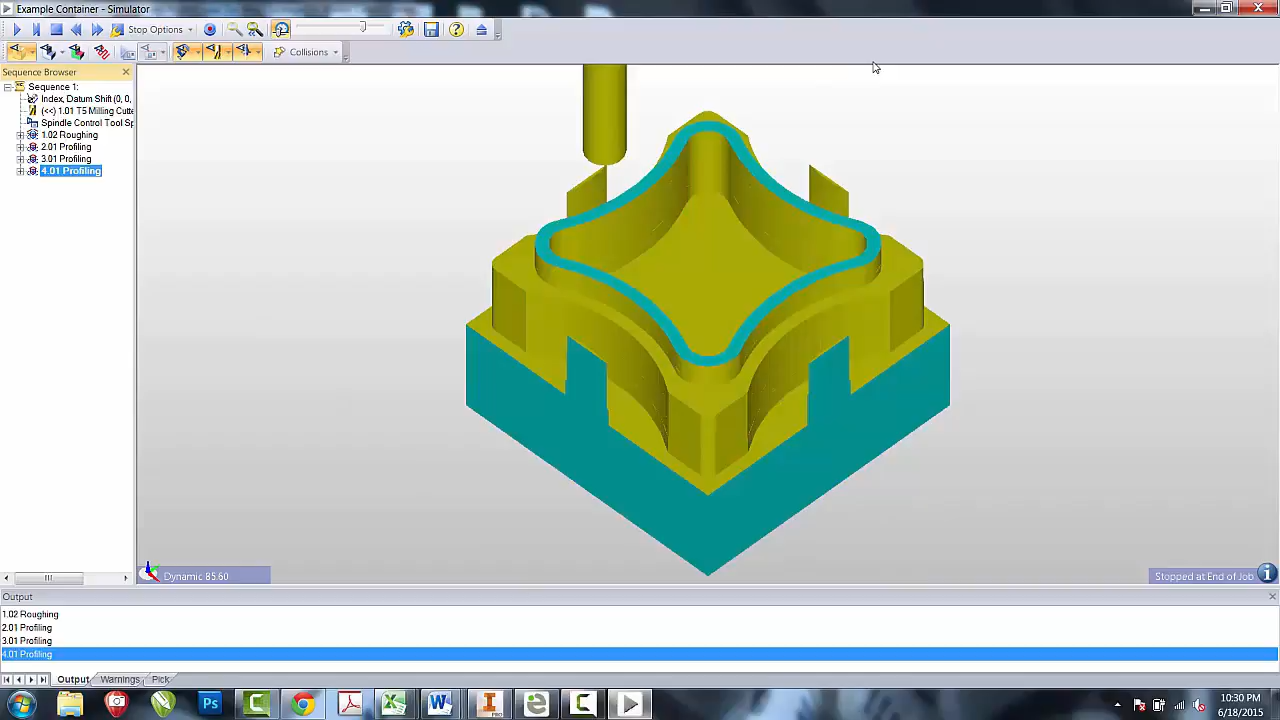 Example Container - Simulator
Stop Options
Collisions
Sequence Browser
Sequence 1:
Index, Datum Shift (0, 0,
(<<) 1.01 T5 Milling Cutte
Spindle Control Tool Sp
1.02 Roughing
2.01 Profiling
3.01 Profiling
4.01 Profiling
Dynamic 85.60
Stopped at End of Job
Output
1.02 Roughing
2.01 Profiling
3.01 Profiling
4.01 Profiling
Output Warnings Pick
Ps
PRO
10:30 PM
6/18/2015